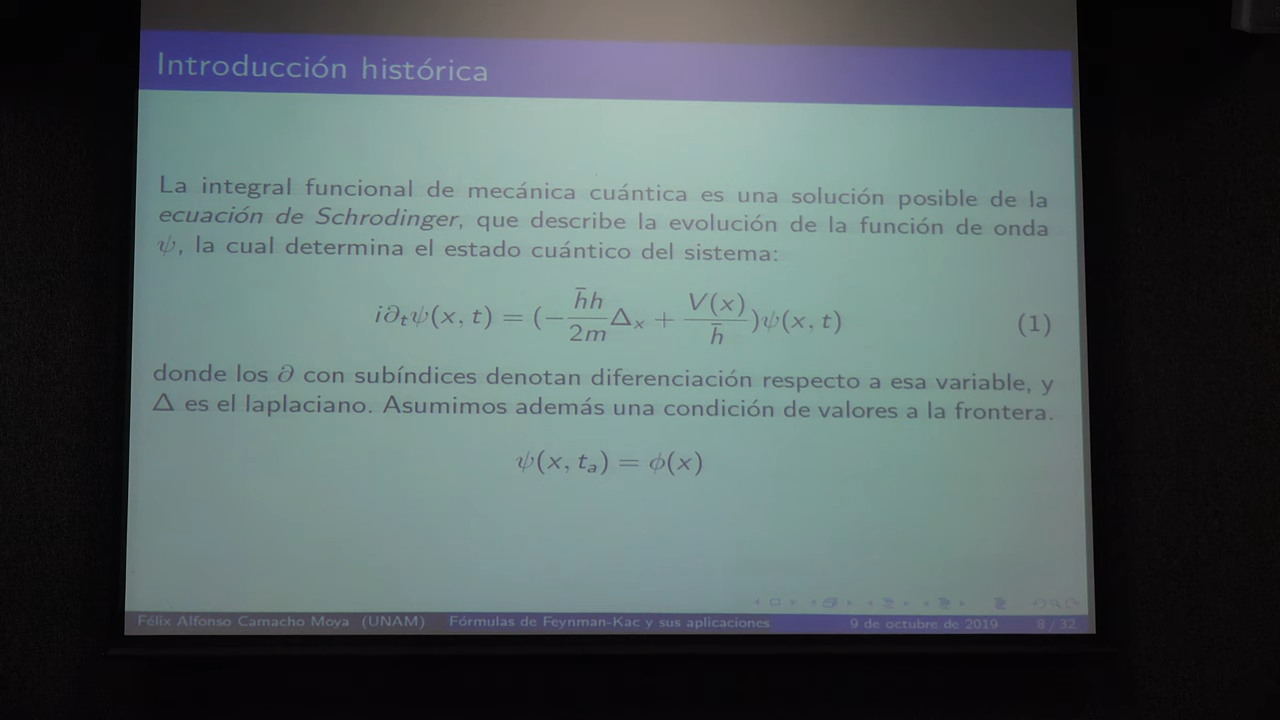 Introducción histórica
La integral funcional de mecánica cuántica es una solución posible de la
ecuación de Schrodinger, que describe la evolución de la función de onda
ψ, la cual determina el estado cuántico del sistema:
i∂ₜψ(x, t) = (−h̄h/2m Δₓ + V(x)/h̄)ψ(x, t) (1)
donde los ∂ con subíndices denotan diferenciación respecto a esa variable, y
Δ es el laplaciano. Asumimos además una condición de valores a la frontera.
ψ(x, tₐ) = φ(x)
Félix Alfonso Camacho Moya (UNAM) Fórmulas de Feynman-Kac y sus aplicaciones 9 de octubre de 2019 8 / 32